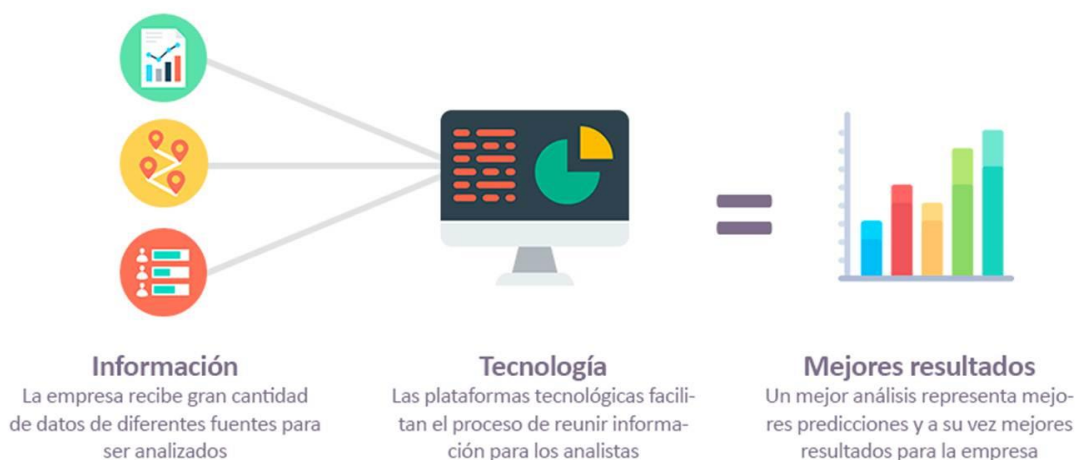 Información
La empresa recibe gran cantidad
de datos de diferentes fuentes para
ser analizados
Tecnología
Las plataformas tecnológicas facili-
tan el proceso de reunir informa-
ción para los analistas
Mejores resultados
Un mejor análisis representa mejo-
res predicciones y a su vez mejores
resultados para la empresa